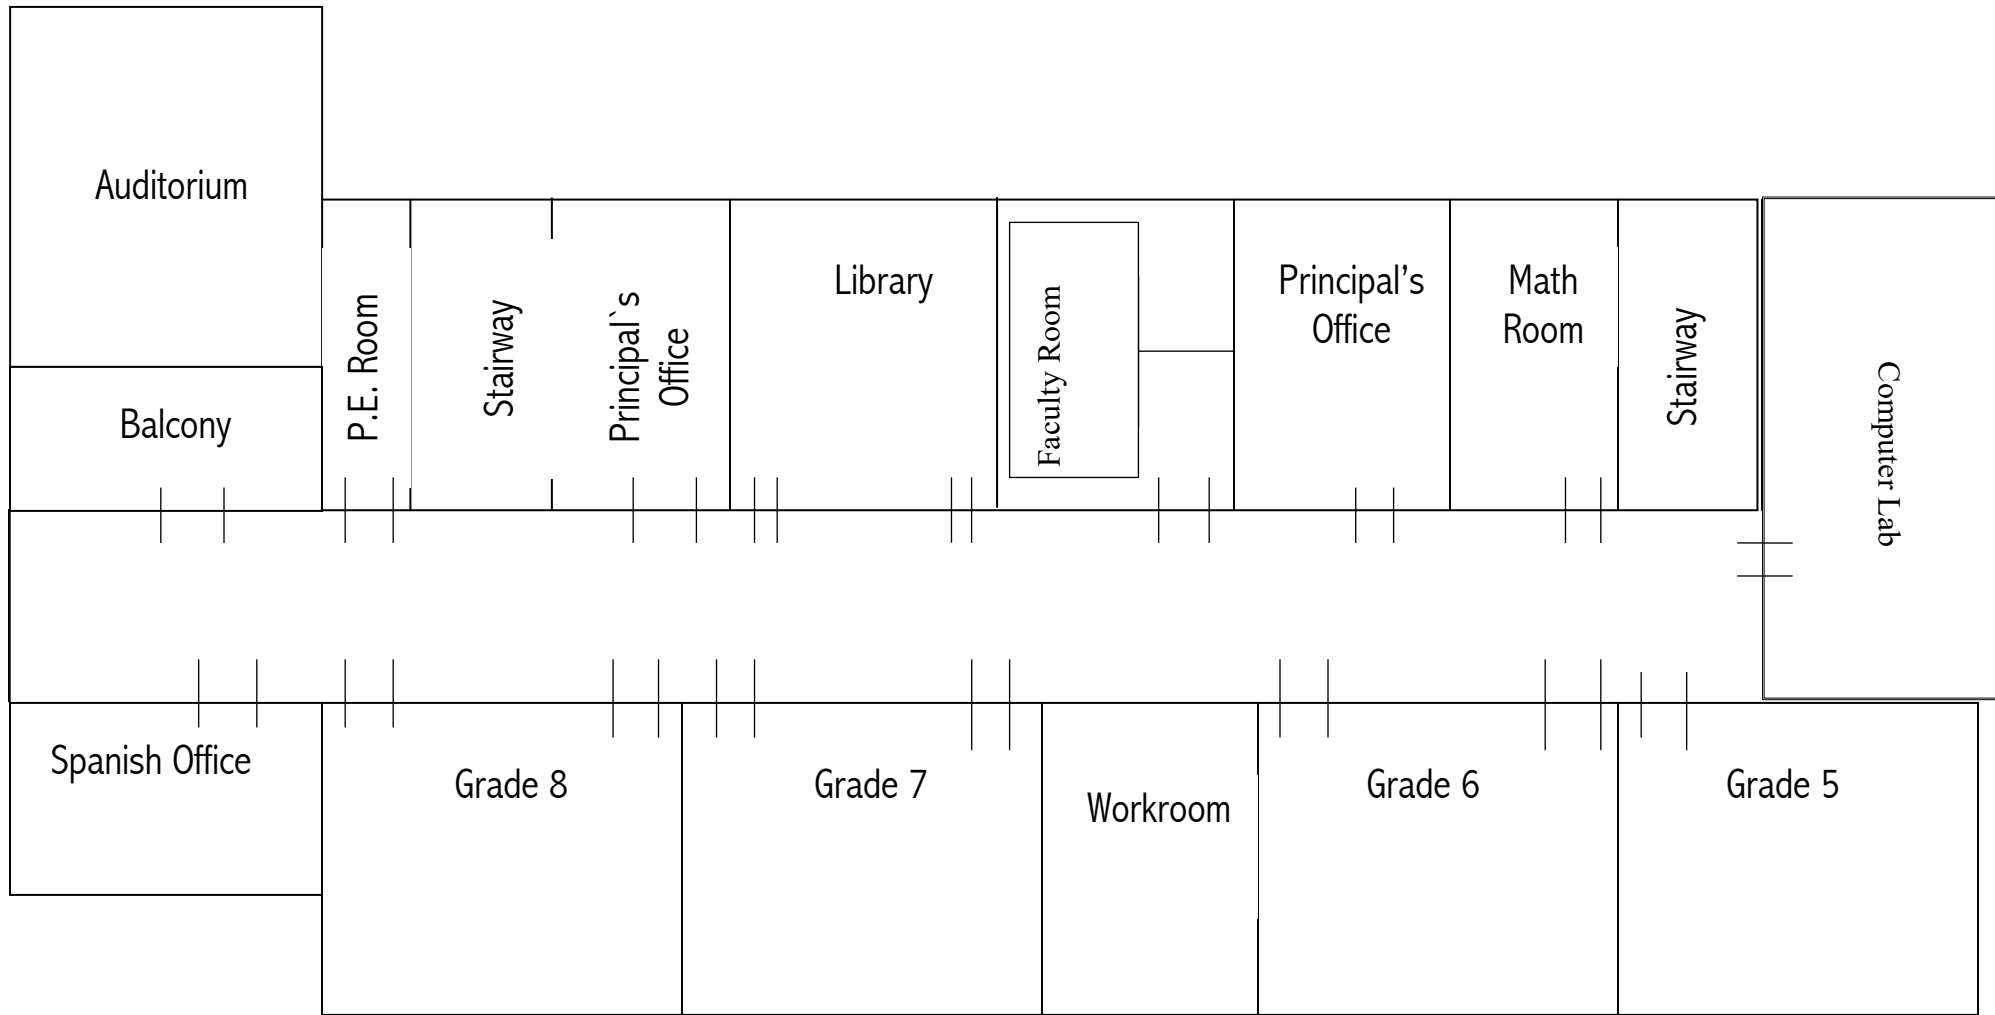 Auditorium
Balcony
P.E. Room
Stairway
Principal`s
Office
Library
Faculty Room
Principal’s
Office
Math
Room
Stairway
Computer Lab
Spanish Office
Grade 8
Grade 7
Workroom
Grade 6
Grade 5